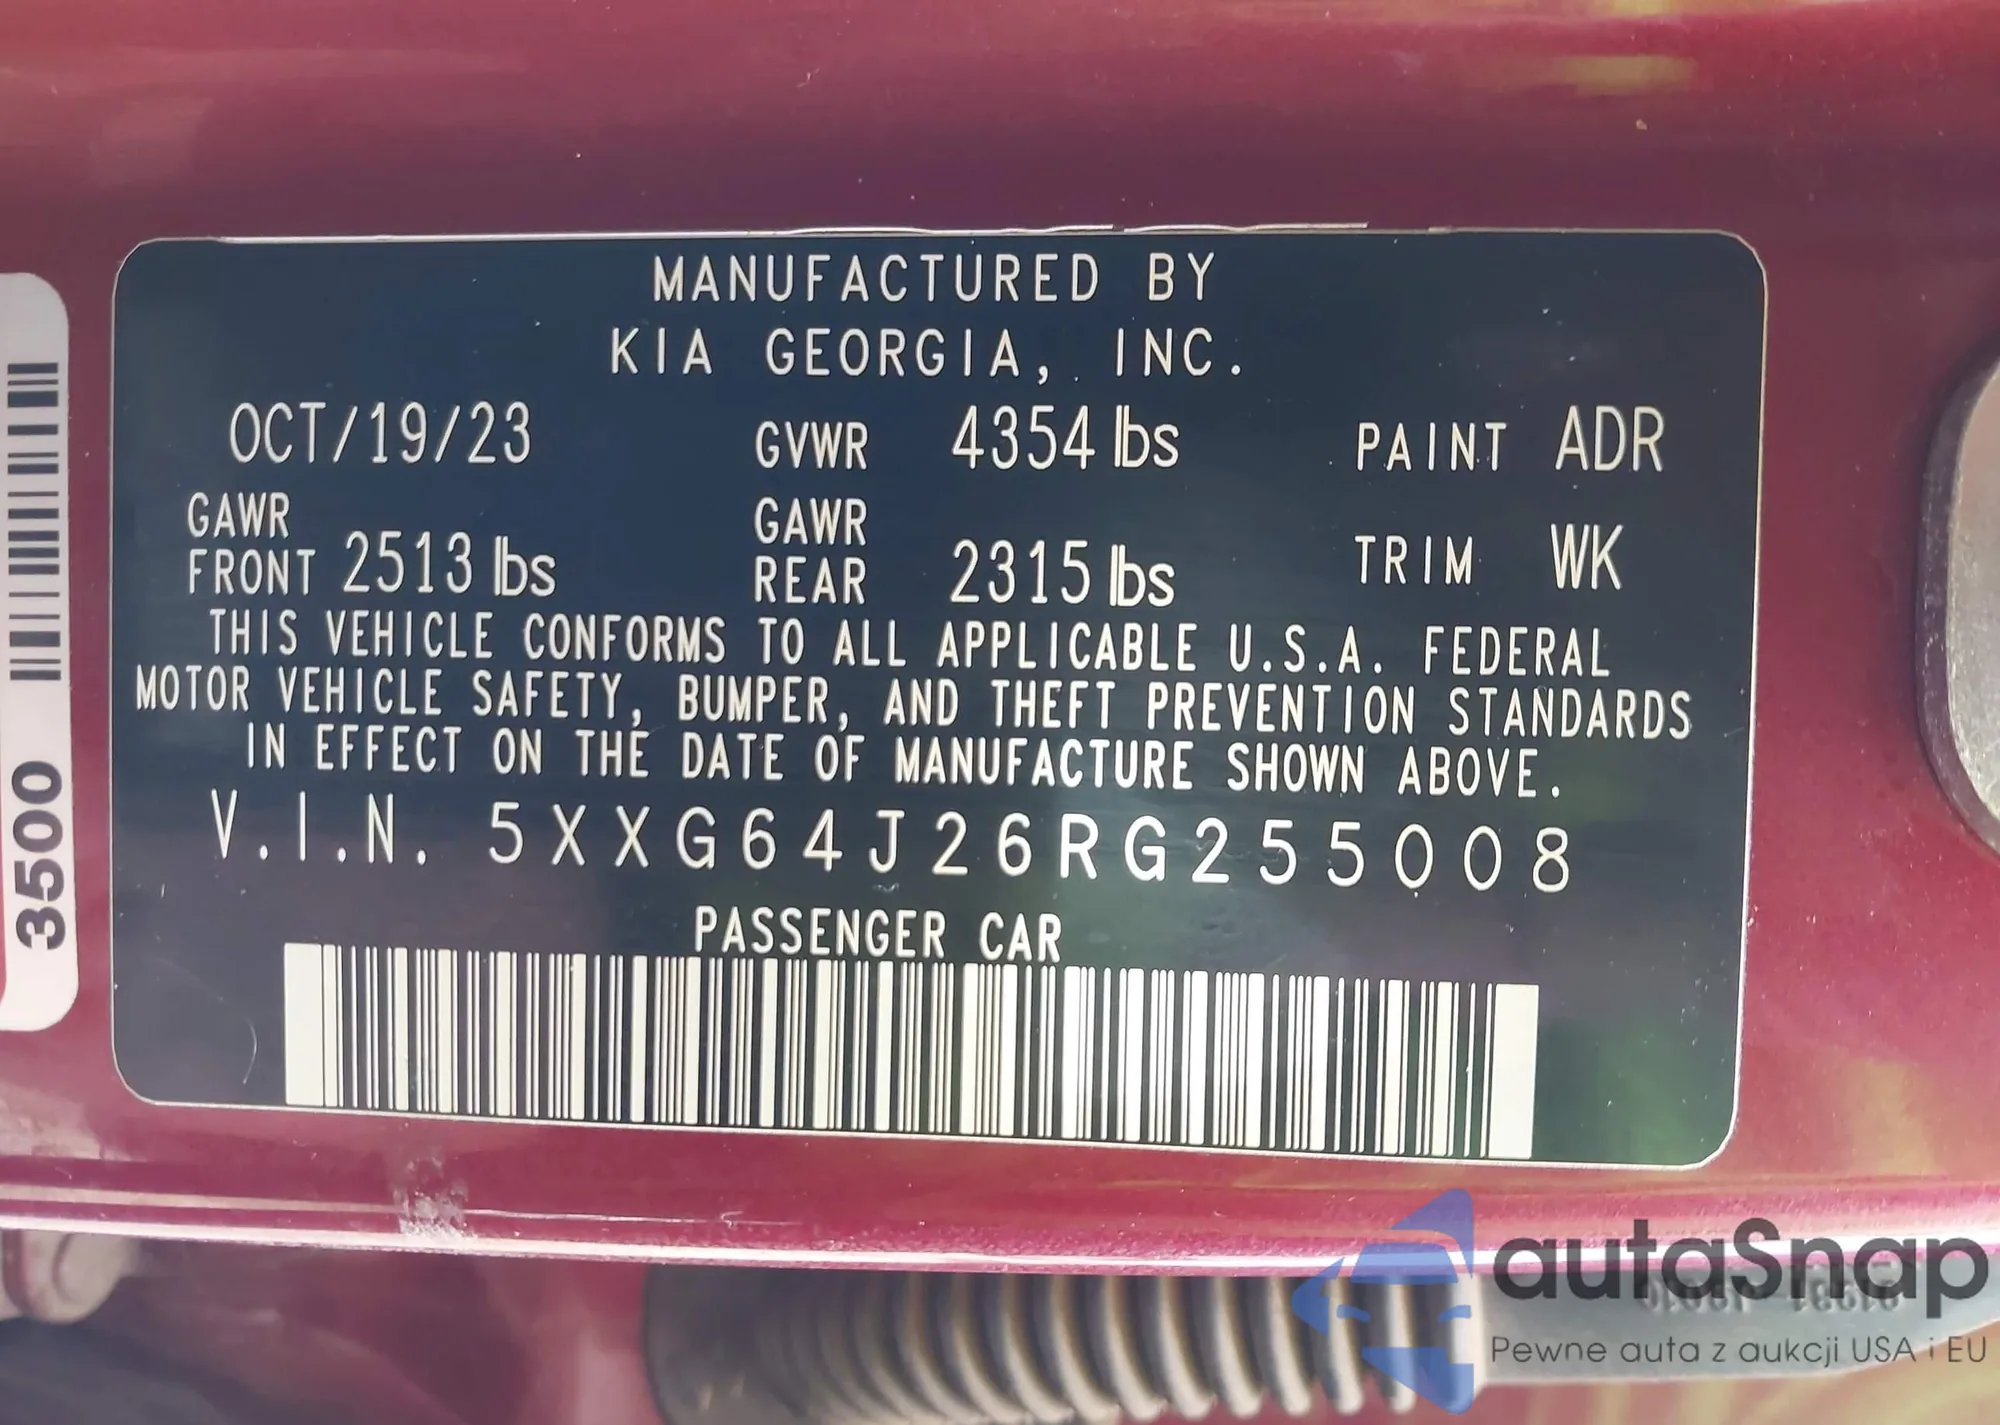 MANUFACTURED BY
KIA GEORGIA, INC.
OCT/19/23 GVWR 4354 lbs PAINT ADR
GAWR FRONT 2513 lbs GAWR REAR 2315 lbs TRIM WK
THIS VEHICLE CONFORMS TO ALL APPLICABLE U.S.A. FEDERAL
MOTOR VEHICLE SAFETY, BUMPER, AND THEFT PREVENTION STANDARDS
IN EFFECT ON THE DATE OF MANUFACTURE SHOWN ABOVE.
V.I.N. 5XXG64J26RG255008
PASSENGER CAR
3500
autaSnap
Pewne auta z aukcji USA i EU